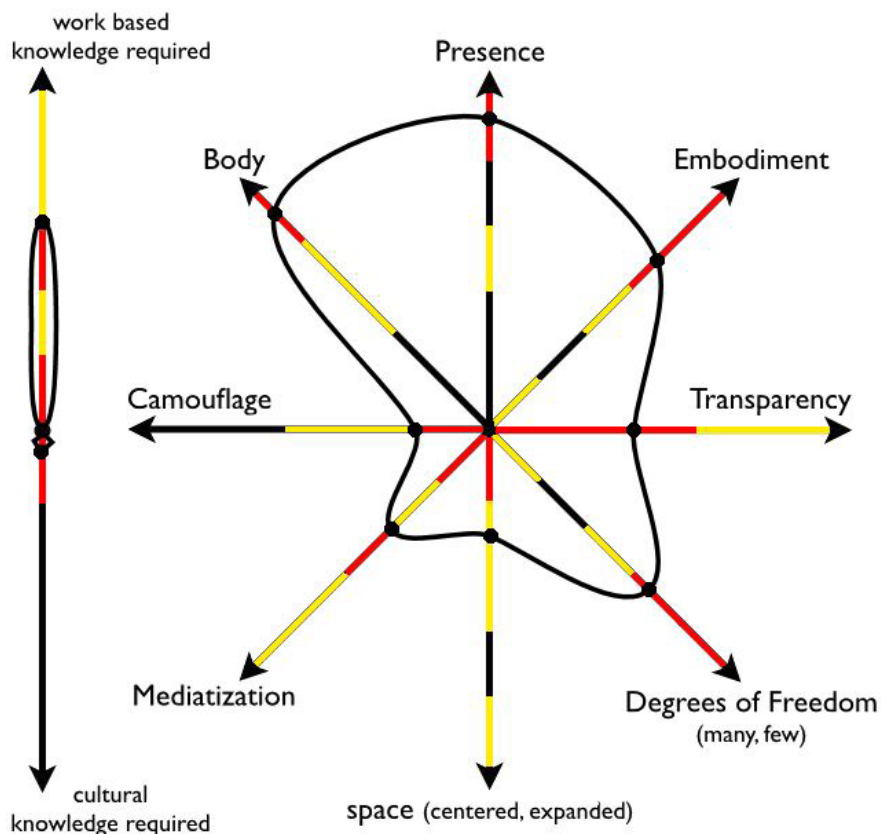 work based
knowledge required
Presence
Body
Embodiment
Camouflage
Transparency
Mediatization
Degrees of Freedom
(many, few)
space (centered, expanded)
cultural
knowledge required